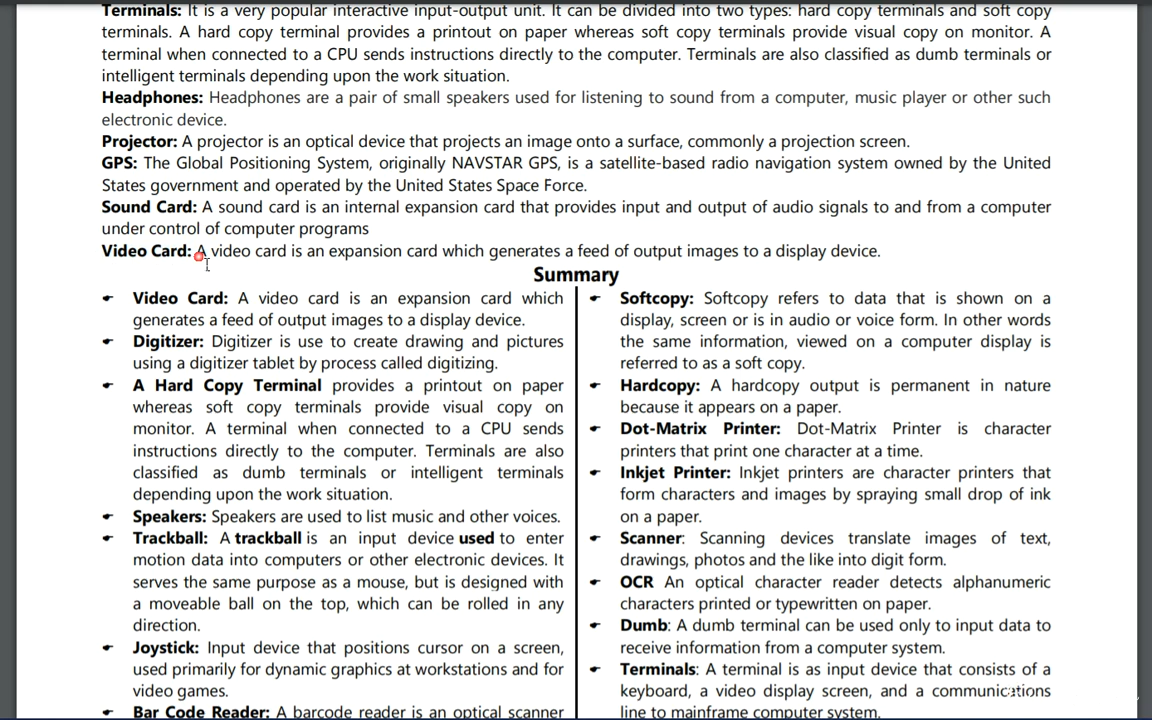 Terminals: It is a very popular interactive input-output unit. It can be divided into two types: hard copy terminals and soft copy
terminals. A hard copy terminal provides a printout on paper whereas soft copy terminals provide visual copy on monitor. A
terminal when connected to a CPU sends instructions directly to the computer. Terminals are also classified as dumb terminals or
intelligent terminals depending upon the work situation.
Headphones: Headphones are a pair of small speakers used for listening to sound from a computer, music player or other such
electronic device.
Projector: A projector is an optical device that projects an image onto a surface, commonly a projection screen.
GPS: The Global Positioning System, originally NAVSTAR GPS, is a satellite-based radio navigation system owned by the United
States government and operated by the United States Space Force.
Sound Card: A sound card is an internal expansion card that provides input and output of audio signals to and from a computer
under control of computer programs
Video Card: A video card is an expansion card which generates a feed of output images to a display device.
Summary
Video Card: A video card is an expansion card which
generates a feed of output images to a display device.
Digitizer: Digitizer is use to create drawing and pictures
using a digitizer tablet by process called digitizing.
A Hard Copy Terminal provides a printout on paper
whereas soft copy terminals provide visual copy on
monitor. A terminal when connected to a CPU sends
instructions directly to the computer. Terminals are also
classified as dumb terminals or intelligent terminals
depending upon the work situation.
Speakers: Speakers are used to list music and other voices.
Trackball: A trackball is an input device used to enter
motion data into computers or other electronic devices. It
serves the same purpose as a mouse, but is designed with
a moveable ball on the top, which can be rolled in any
direction.
Joystick: Input device that positions cursor on a screen,
used primarily for dynamic graphics at workstations and for
video games.
Bar Code Reader: A barcode reader is an optical scanner
Softcopy: Softcopy refers to data that is shown on a
display, screen or is in audio or voice form. In other words
the same information, viewed on a computer display is
referred to as a soft copy.
Hardcopy: A hardcopy output is permanent in nature
because it appears on a paper.
Dot-Matrix Printer: Dot-Matrix Printer is character
printers that print one character at a time.
Inkjet Printer: Inkjet printers are character printers that
form characters and images by spraying small drop of ink
on a paper.
Scanner: Scanning devices translate images of text,
drawings, photos and the like into digit form.
OCR An optical character reader detects alphanumeric
characters printed or typewritten on paper.
Dumb: A dumb terminal can be used only to input data to
receive information from a computer system.
Terminals: A terminal is as input device that consists of a
keyboard, a video display screen, and a communications
line to mainframe computer system.